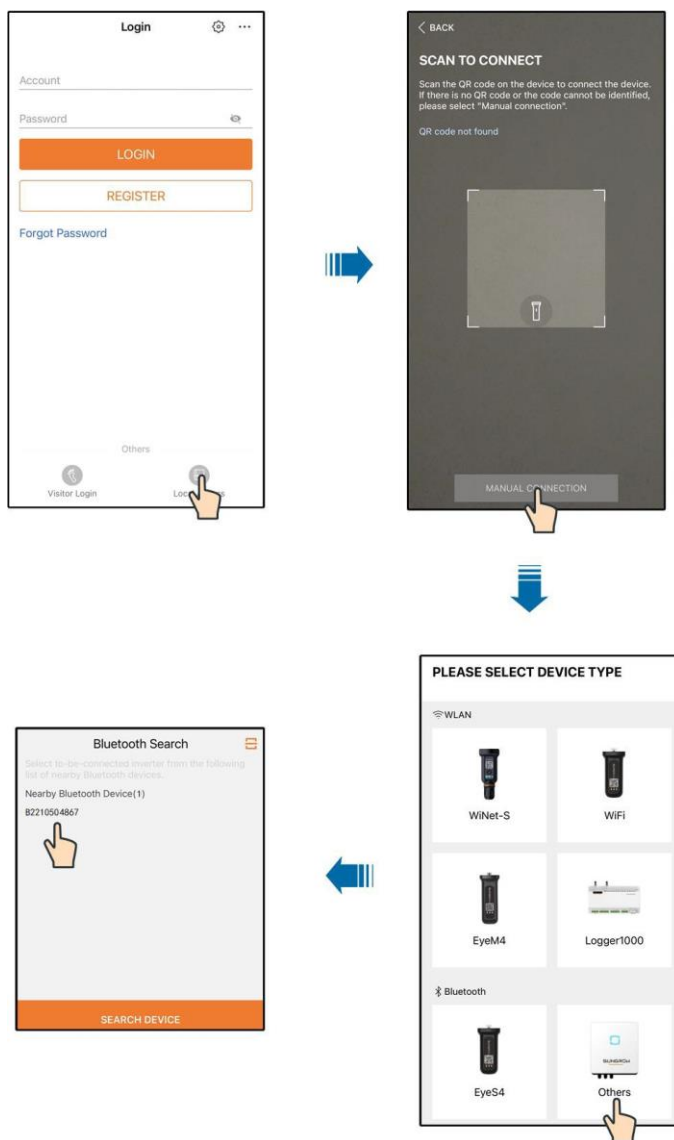 Login
Account
Password
LOGIN
REGISTER
Forgot Password
Others
Visitor Login
BACK
SCAN TO CONNECT
Scan the QR code on the device to connect the device.
If there is no QR code or the code cannot be identified,
please select "Manual connection".
QR code not found
MANUAL CONNECTION
PLEASE SELECT DEVICE TYPE
WLAN
WiNet-S
WiFi
EyeM4
Logger1000
Bluetooth
EyeS4
Others
SUNGROW
Bluetooth Search
Select to-be-connected inverter from the following
list of nearby Bluetooth devices.
Nearby Bluetooth Device(1)
B2210504867
SEARCH DEVICE